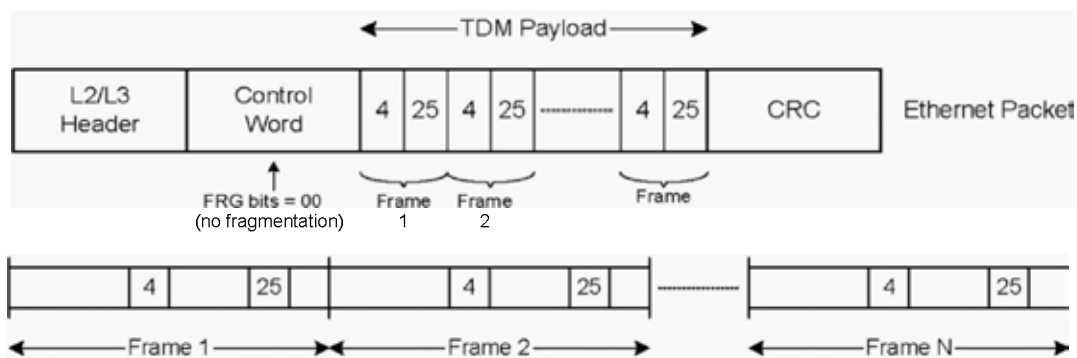 TDM Payload
L2/L3 Header
Control Word
4 25 4 25 4 25
CRC
Ethernet Packet
FRG bits = 00
(no fragmentation)
Frame 1
Frame 2
Frame
4 25 4 25 4 25
Frame 1 Frame 2 Frame N